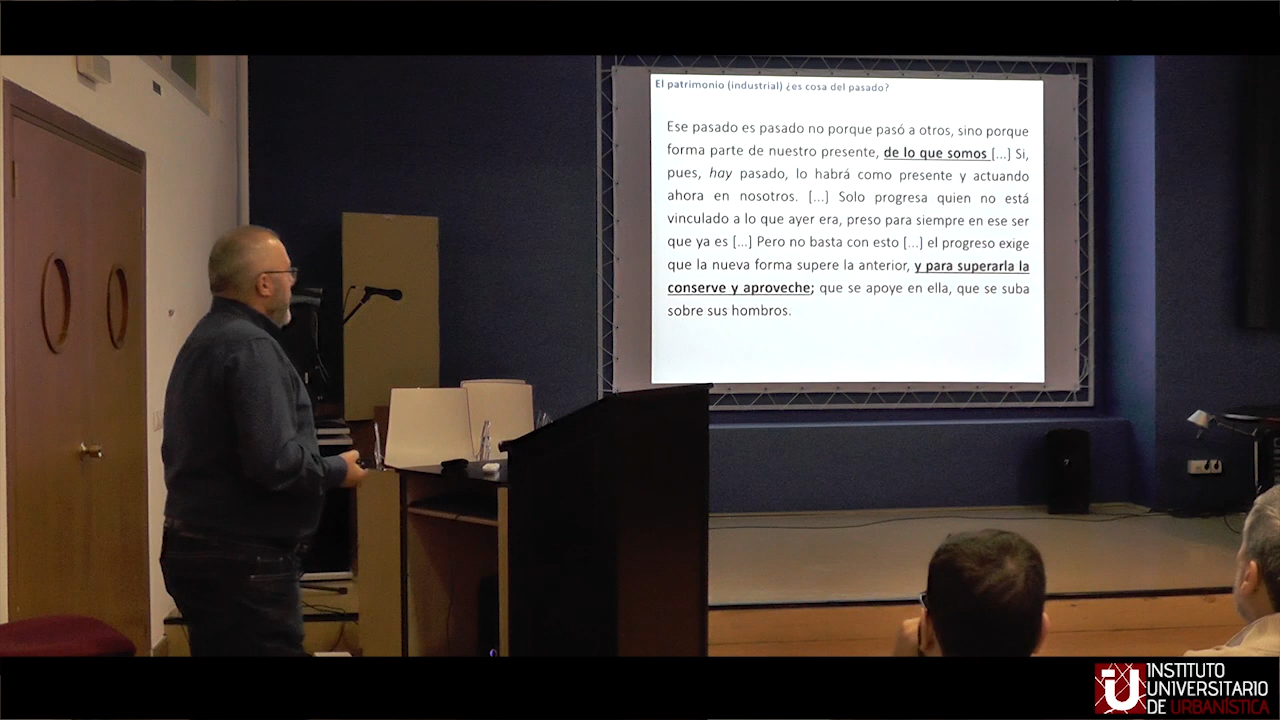 El patrimonio (industrial) ¿es cosa del pasado?
Ese pasado es pasado no porque pasó a otros, sino porque
forma parte de nuestro presente, de lo que somos [...] Si,
pues, hay pasado, lo habrá como presente y actuando
ahora en nosotros. [...] Solo progresa quien no está
vinculado a lo que ayer era, preso para siempre en ese ser
que ya es [...] Pero no basta con esto [...] el progreso exige
que la nueva forma supere la anterior, y para superarla la
conserve y aproveche; que se apoye en ella, que se suba
sobre sus hombros.
INSTITUTO
UNIVERSITARIO
DE URBANÍSTICA